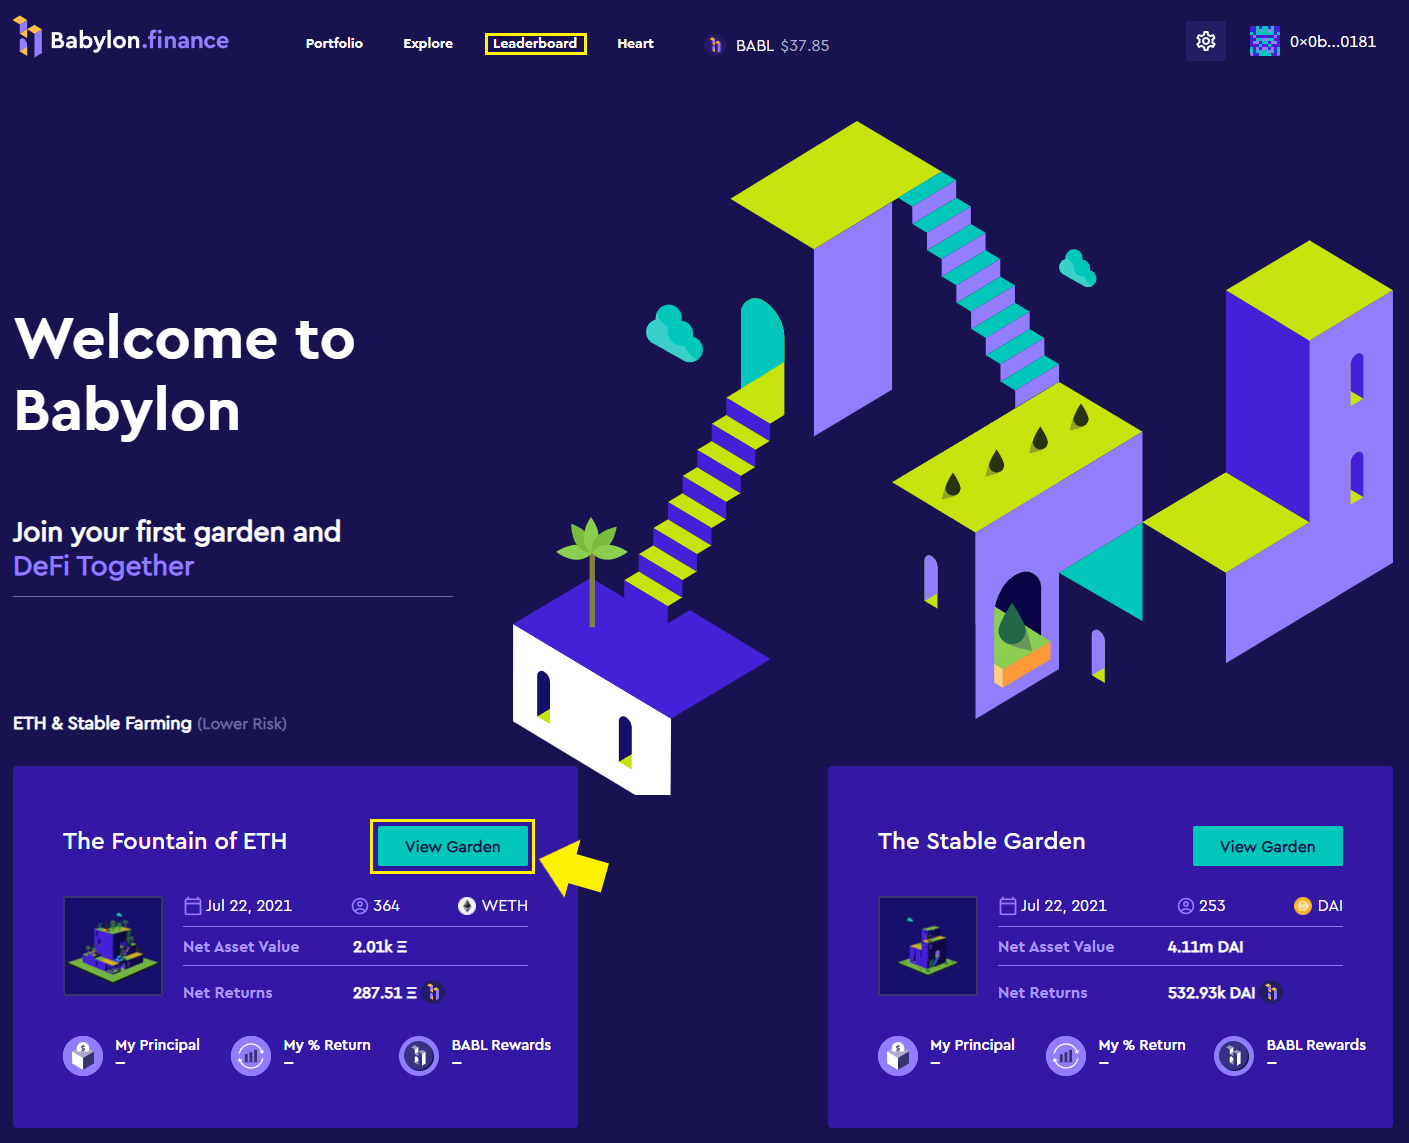 Babylon.finance
Portfolio Explore Leaderboard Heart BABL $37.85 0×0b...0181
Welcome to
Babylon
Join your first garden and
DeFi Together
ETH & Stable Farming (Lower Risk)
The Fountain of ETH View Garden
Jul 22, 2021 364 WETH
Net Asset Value 2.01k Ξ
Net Returns 287.51 Ξ
My Principal My % Return BABL Rewards
– – –
The Stable Garden View Garden
Jul 22, 2021 253 DAI
Net Asset Value 4.11m DAI
Net Returns 532.93k DAI
My Principal My % Return BABL Rewards
– – –